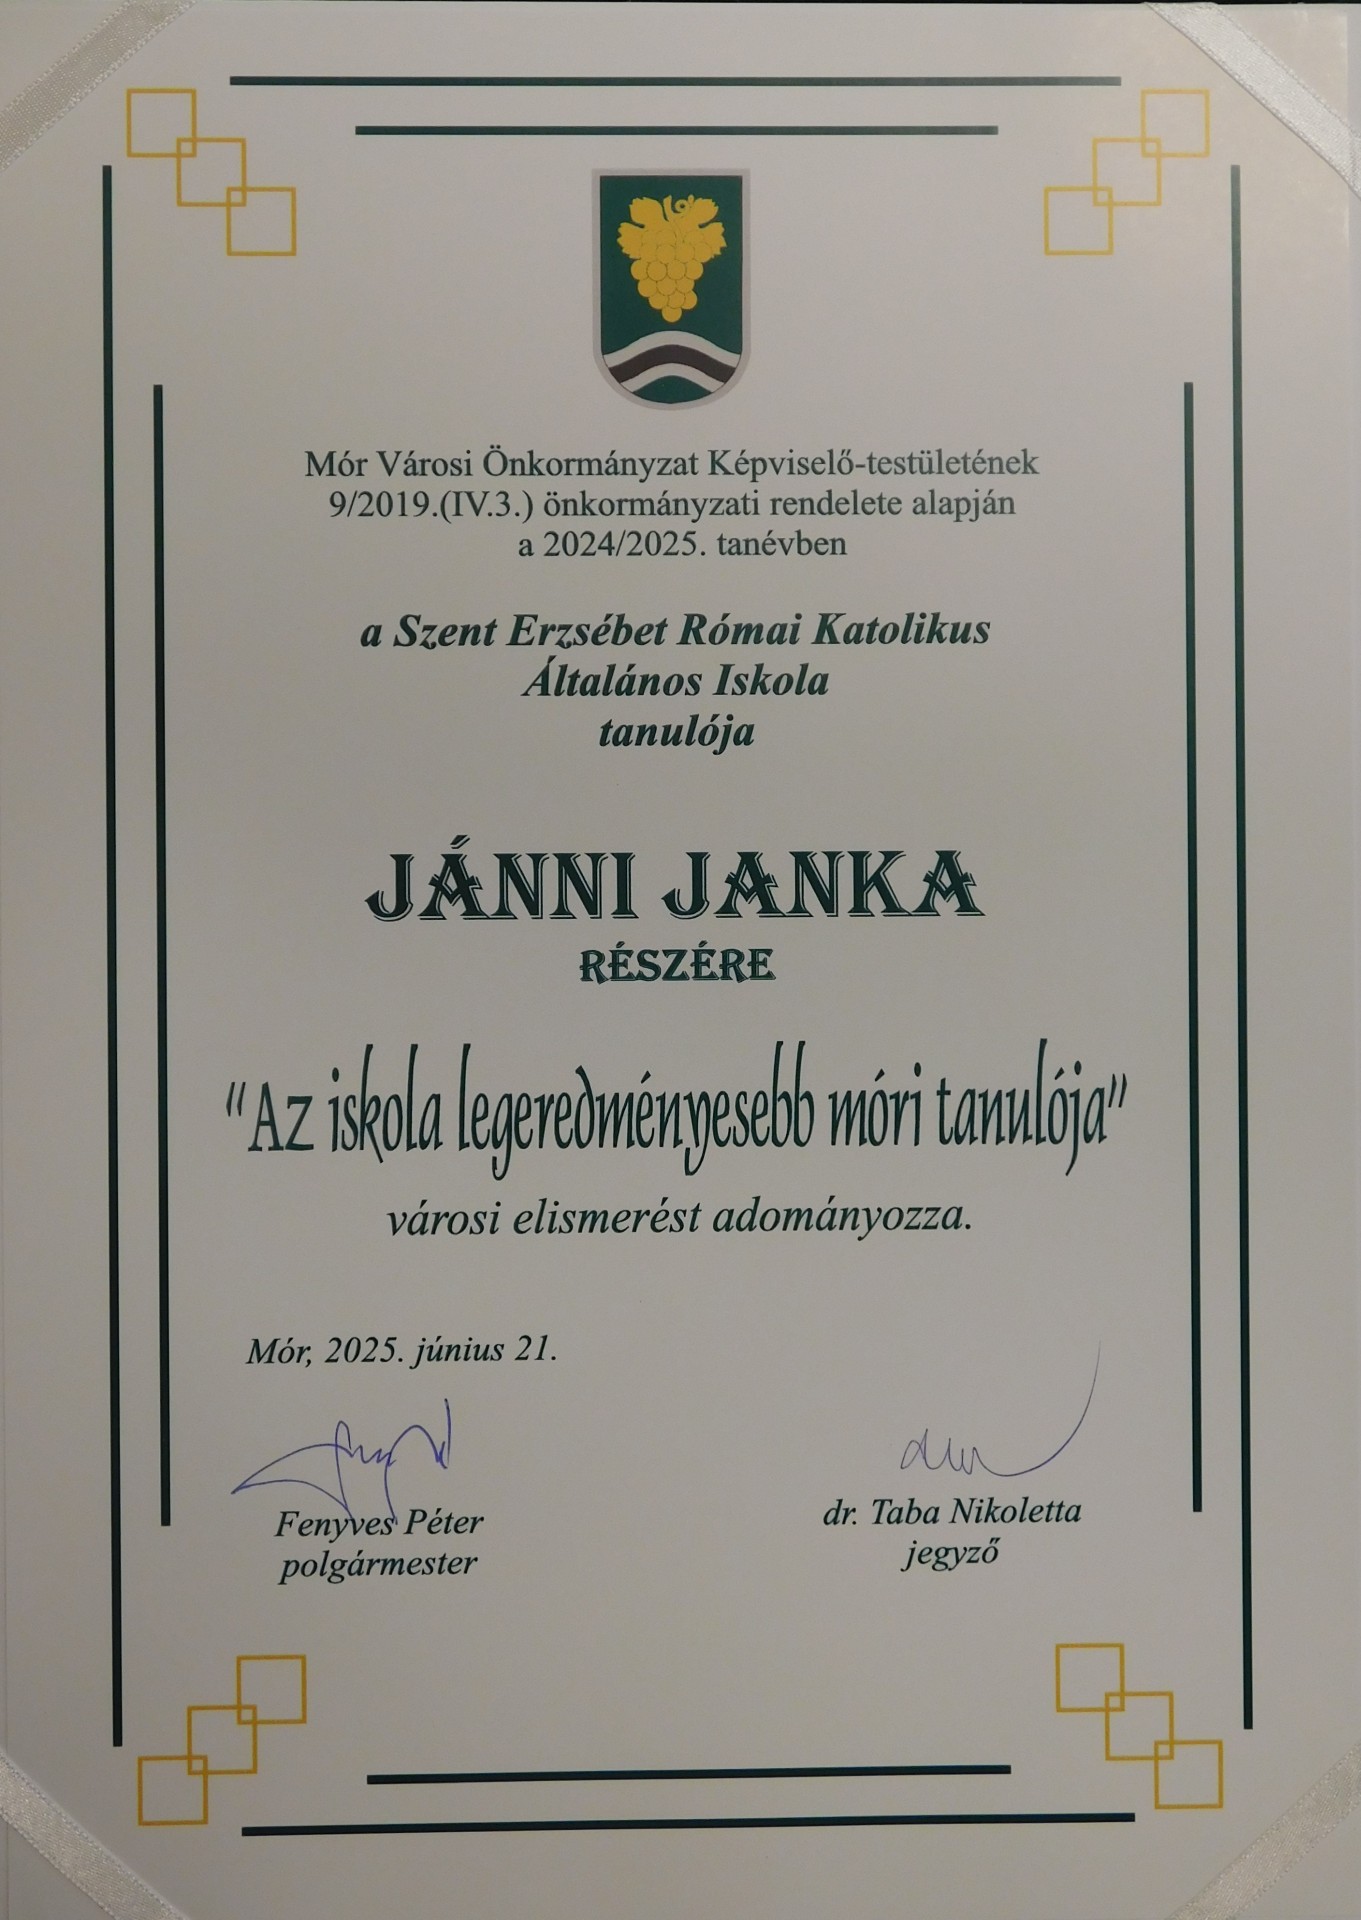 Mór Városi Önkormányzat Képviselő-testületének
9/2019.(IV.3.) önkormányzati rendelete alapján
a 2024/2025. tanévben
a Szent Erzsébet Római Katolikus
Általános Iskola
tanulója
JÁNNI JANKA
RÉSZÉRE
"Az iskola legeredményesebb móri tanulója"
városi elismerést adományozza.
Mór, 2025. június 21.
Fenyves Péter
polgármester
dr. Taba Nikoletta
jegyző